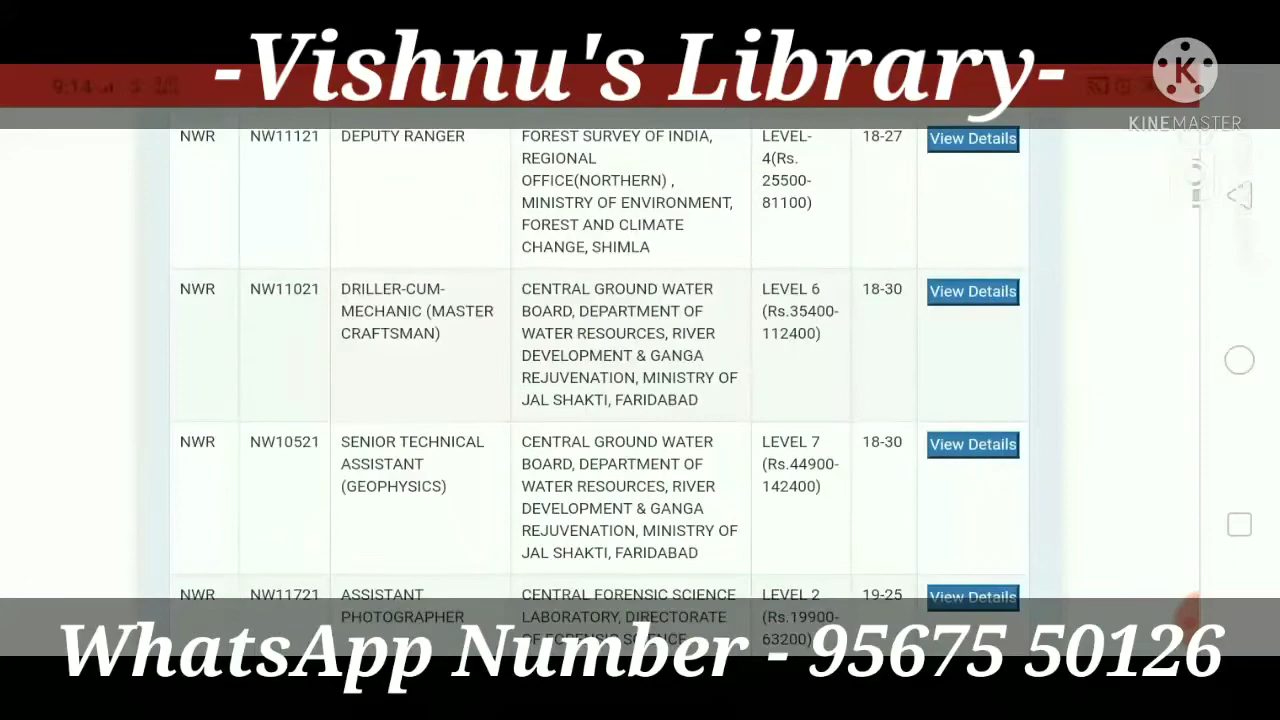 -Vishnu's Library-
9:14
KINEMASTER
NWR NW11121 DEPUTY RANGER FOREST SURVEY OF INDIA, LEVEL- 18-27 View Details
REGIONAL 4(Rs.
OFFICE(NORTHERN) , 25500-
MINISTRY OF ENVIRONMENT, 81100)
FOREST AND CLIMATE
CHANGE, SHIMLA
NWR NW11021 DRILLER-CUM- CENTRAL GROUND WATER LEVEL 6 18-30 View Details
MECHANIC (MASTER BOARD, DEPARTMENT OF (Rs.35400-
CRAFTSMAN) WATER RESOURCES, RIVER 112400)
DEVELOPMENT & GANGA
REJUVENATION, MINISTRY OF
JAL SHAKTI, FARIDABAD
NWR NW10521 SENIOR TECHNICAL CENTRAL GROUND WATER LEVEL 7 18-30 View Details
ASSISTANT BOARD, DEPARTMENT OF (Rs.44900-
(GEOPHYSICS) WATER RESOURCES, RIVER 142400)
DEVELOPMENT & GANGA
REJUVENATION, MINISTRY OF
JAL SHAKTI, FARIDABAD
NWR NW11721 ASSISTANT CENTRAL FORENSIC SCIENCE LEVEL 2 19-25 View Details
PHOTOGRAPHER LABORATORY, DIRECTORATE (Rs.19900-
OF FORENSIC SCIENCE 63200)
WhatsApp Number - 95675 50126